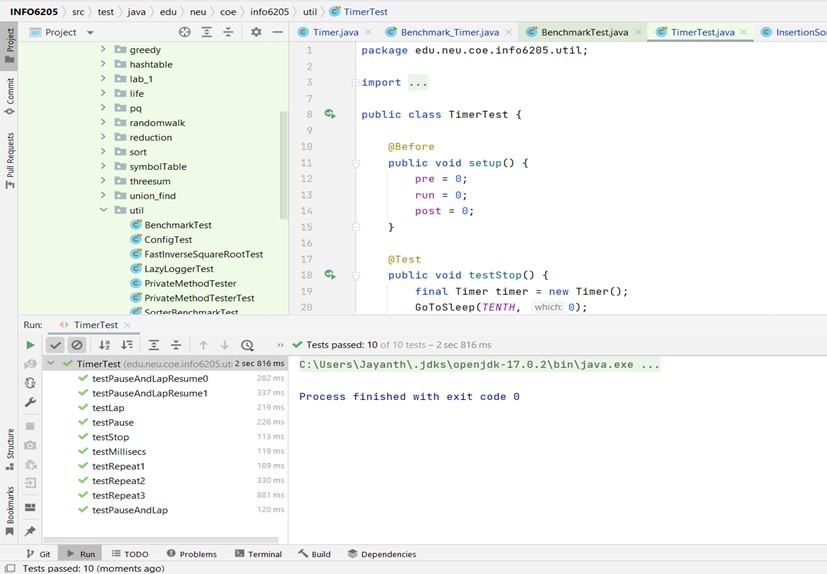 INFO6205 src test java edu neu coe info6205 util TimerTest
Project
Timer.java Benchmark_Timer.java BenchmarkTest.java TimerTest.java InsertionSor
Project
Commit
Pull Requests
greedy
hashtable
lab_1
life
pq
randomwalk
reduction
sort
symbolTable
threesum
union_find
util
BenchmarkTest
ConfigTest
FastInverseSquareRootTest
LazyLoggerTest
PrivateMethodTester
PrivateMethodTesterTest
SorterBenchmarkTest
1 package edu.neu.coe.info6205.util;
2
3 import ...
7
8 public class TimerTest {
9
10 @Before
11 public void setup() {
12 pre = 0;
13 run = 0;
14 post = 0;
15 }
16
17 @Test
18 public void testStop() {
19 final Timer timer = new Timer();
20 GoToSleep(TENTH, which: 0);
Run: TimerTest
Tests passed: 10 of 10 tests – 2 sec 816 ms
TimerTest (edu.neu.coe.info6205.uti 2 sec 816 ms
testPauseAndLapResume0 282 ms
testPauseAndLapResume1 337 ms
testLap 219 ms
testPause 226 ms
testStop 113 ms
testMillisecs 119 ms
testRepeat1 189 ms
testRepeat2 330 ms
testRepeat3 881 ms
testPauseAndLap 120 ms
C:\Users\Jayanth\.jdks\openjdk-17.0.2\bin\java.exe ...
Process finished with exit code 0
Structure
Bookmarks
Git Run TODO Problems Terminal Build Dependencies
Tests passed: 10 (moments ago)